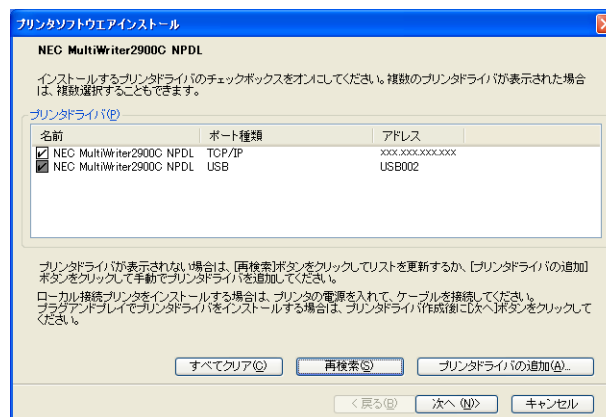 プリンタソフトウエアインストール
NEC MultiWriter2900C NPDL
インストールするプリンタドライバのチェックボックスをオンにしてください。複数のプリンタドライバが表示された場合
は、複数選択することもできます。
プリンタドライバ(P)
名前 ポート種類 アドレス
NEC MultiWriter2900C NPDL TCP/IP xxx.xxx.xxx.xxx
NEC MultiWriter2900C NPDL USB USB002
プリンタドライバが表示されない場合は、[再検索]ボタンをクリックしてリストを更新するか、[プリンタドライバの追加]
ボタンをクリックして手動でプリンタドライバを追加してください。
ローカル接続プリンタをインストールする場合は、プリンタの電源を入れて、ケーブルを接続してください。
プラグアンドプレイでプリンタドライバをインストールする場合は、プリンタドライバ作成後に[次へ]ボタンをクリックして
ください。
すべてクリア(C) 再検索(S) プリンタドライバの追加(A)...
< 戻る(B) 次へ (N)> キャンセル